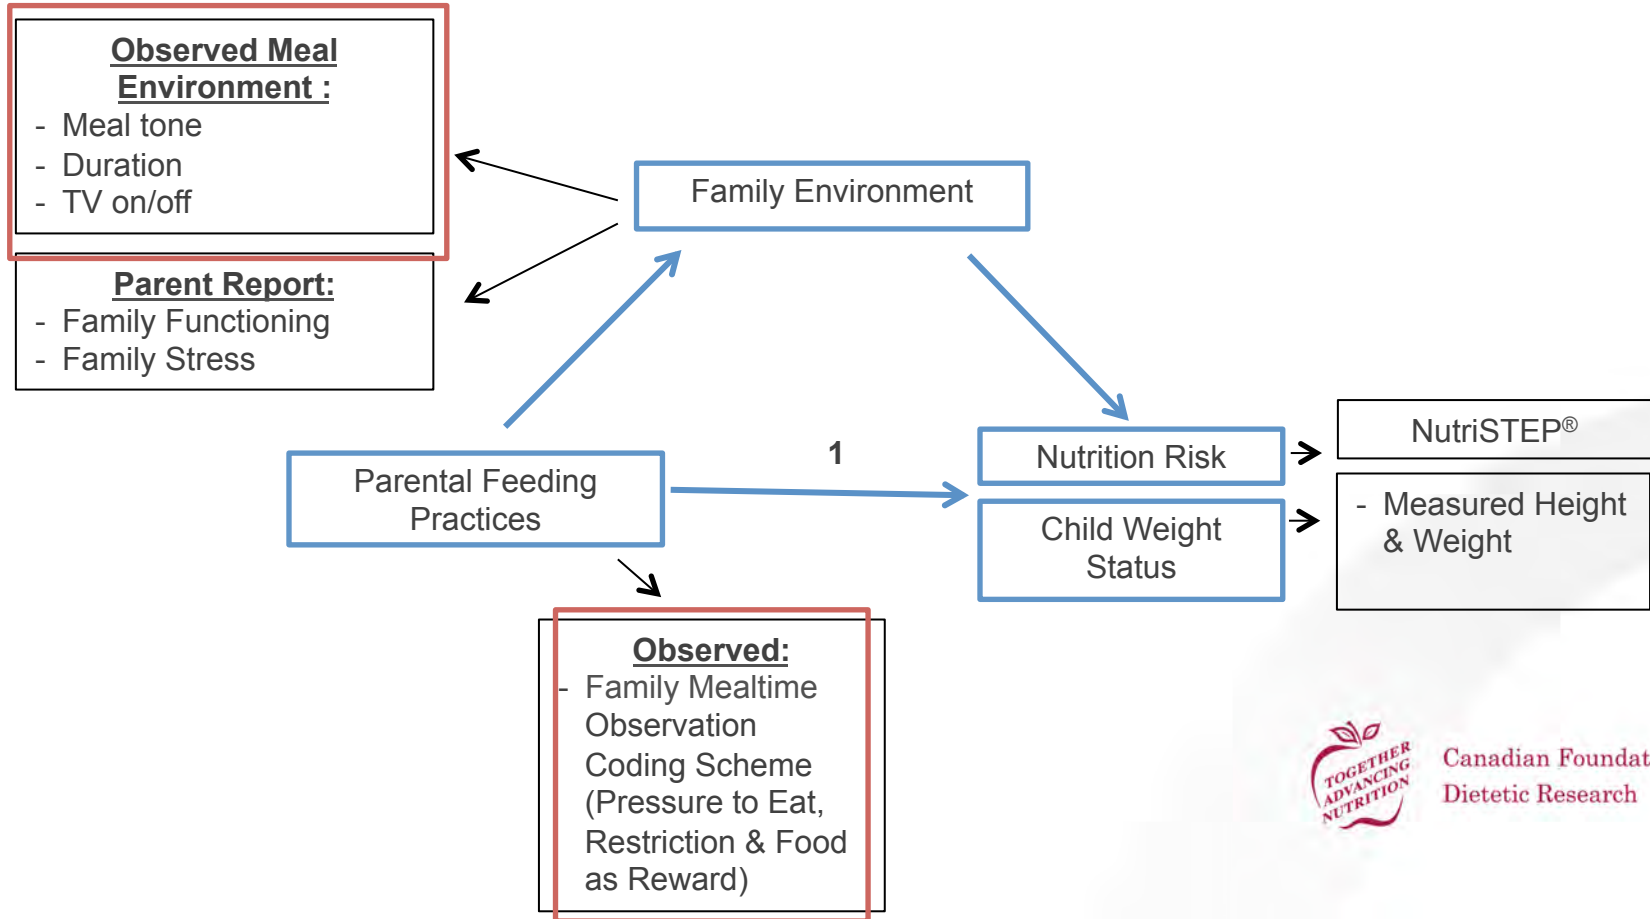 Observed Meal
Environment :
- Meal tone
- Duration
- TV on/off
Parent Report:
- Family Functioning
- Family Stress
Family Environment
Parental Feeding
Practices
1
Nutrition Risk
Child Weight
Status
NutriSTEP®
- Measured Height
& Weight
Observed:
- Family Mealtime
Observation
Coding Scheme
(Pressure to Eat,
Restriction & Food
as Reward)
TOGETHER
ADVANCING
NUTRITION
Canadian Foundat
Dietetic Research